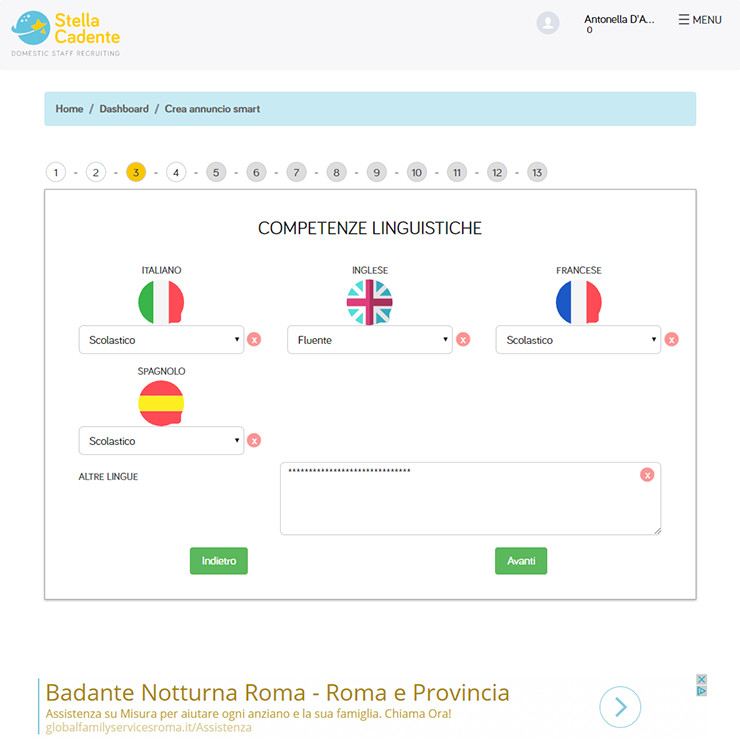 Stella
Cadente
DOMESTIC STAFF RECRUITING
Antonella D'A...
0
MENU
Home / Dashboard / Crea annuncio smart
1 - 2 - 3 - 4 - 5 - 6 - 7 - 8 - 9 - 10 - 11 - 12 - 13
COMPETENZE LINGUISTICHE
ITALIANO INGLESE FRANCESE
Scolastico x Fluente x Scolastico x
SPAGNOLO
Scolastico x
ALTRE LINGUE ****************************** x
Indietro Avanti
Badante Notturna Roma - Roma e Provincia
Assistenza su Misura per aiutare ogni anziano e la sua famiglia. Chiama Ora!
globalfamilyservicesroma.it/Assistenza